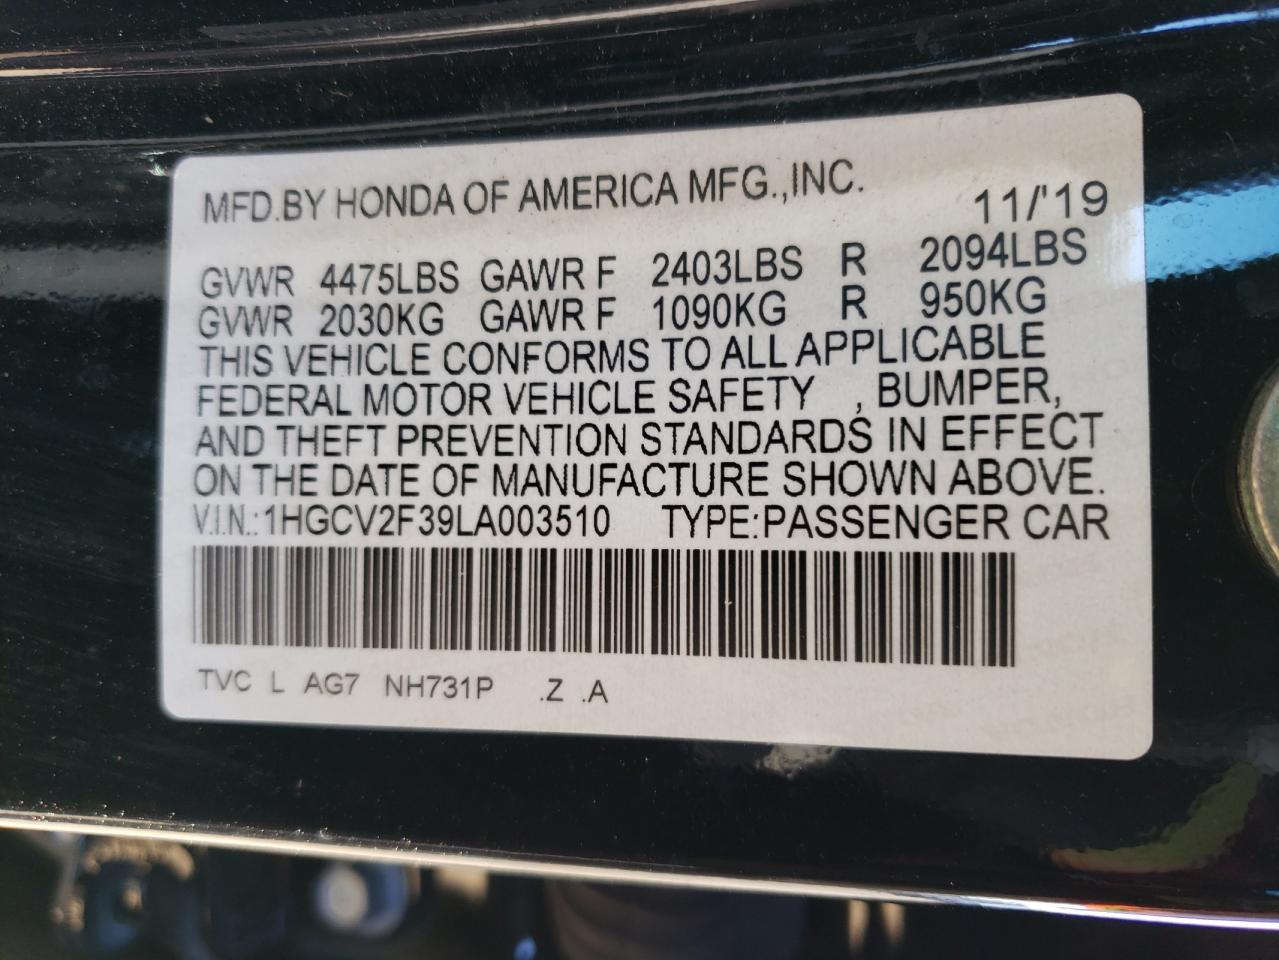 MFD.BY HONDA OF AMERICA MFG.,INC. 11/'19
GVWR 4475LBS GAWR F 2403LBS R 2094LBS
GVWR 2030KG GAWR F 1090KG R 950KG
THIS VEHICLE CONFORMS TO ALL APPLICABLE
FEDERAL MOTOR VEHICLE SAFETY , BUMPER,
AND THEFT PREVENTION STANDARDS IN EFFECT
ON THE DATE OF MANUFACTURE SHOWN ABOVE.
V.I.N.:1HGCV2F39LA003510 TYPE:PASSENGER CAR
TVC L AG7 NH731P .Z .A